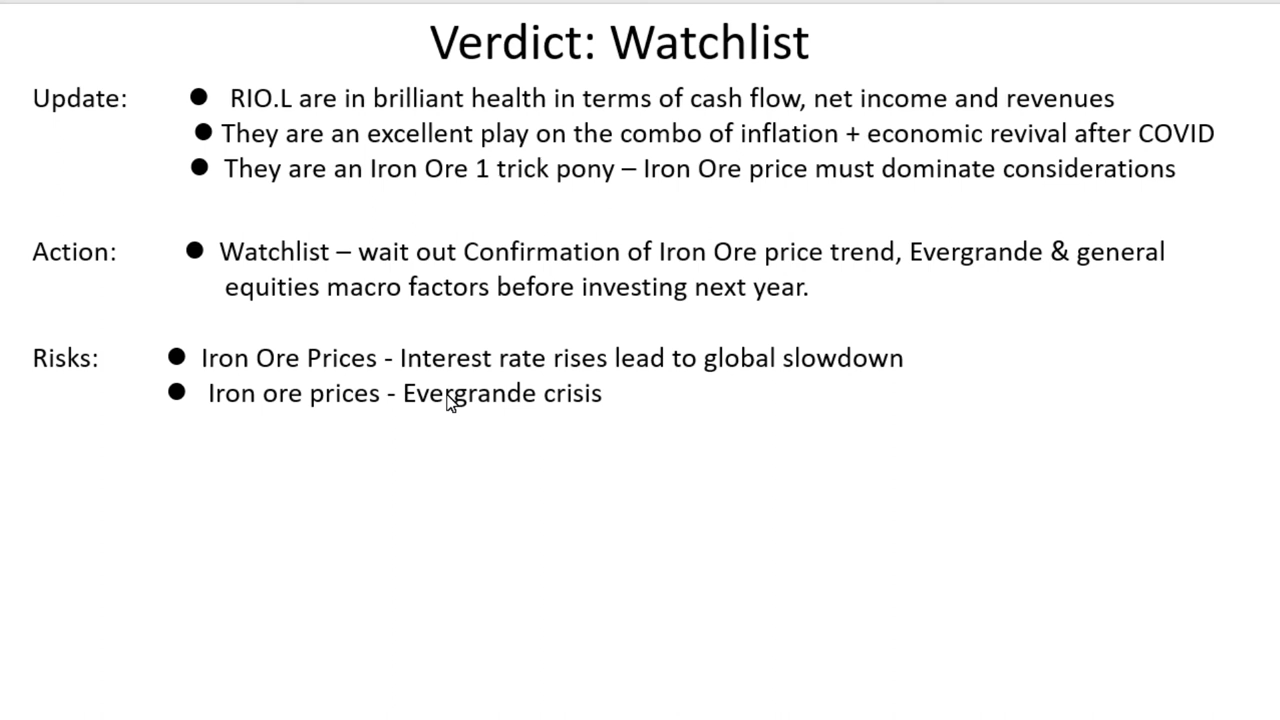 Verdict: Watchlist
Update: ● RIO.L are in brilliant health in terms of cash flow, net income and revenues
● They are an excellent play on the combo of inflation + economic revival after COVID
● They are an Iron Ore 1 trick pony – Iron Ore price must dominate considerations
Action: ● Watchlist – wait out Confirmation of Iron Ore price trend, Evergrande & general
equities macro factors before investing next year.
Risks: ● Iron Ore Prices - Interest rate rises lead to global slowdown
● Iron ore prices - Evergrande crisis